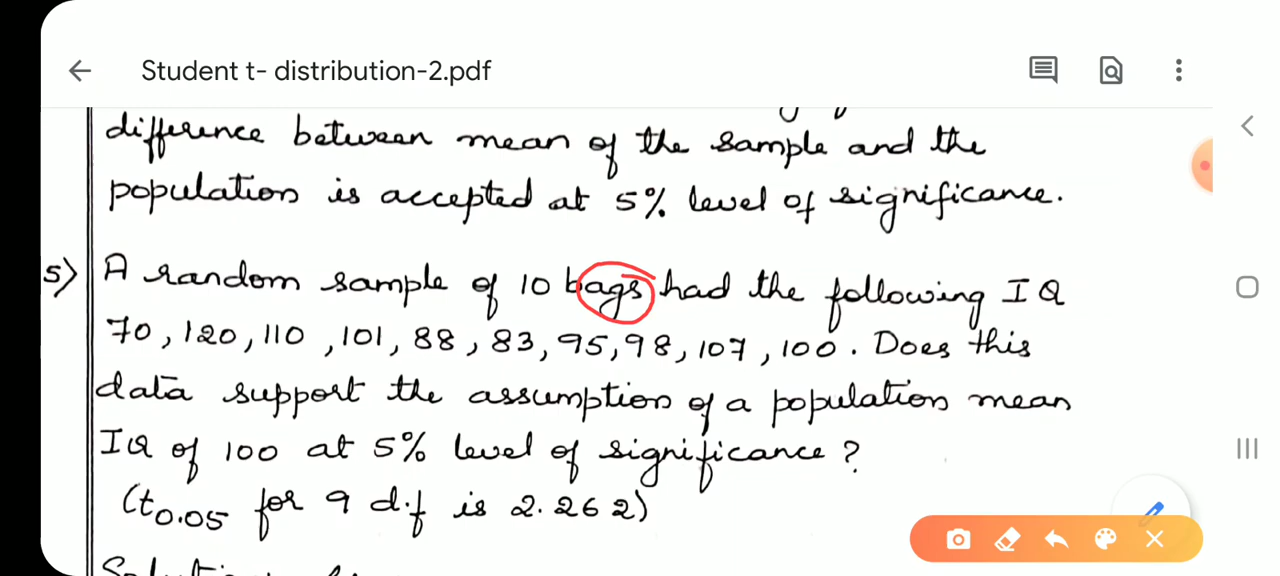 Student t- distribution-2.pdf
difference between mean of the sample and the
population is accepted at 5% level of significance.
5) A random sample of 10 bags had the following IQ
70, 120, 110, 101, 88, 83, 95, 98, 107, 100. Does this
data support the assumption of a population mean
IQ of 100 at 5% level of significance?
(t0.05 for 9 d.f is 2.262)